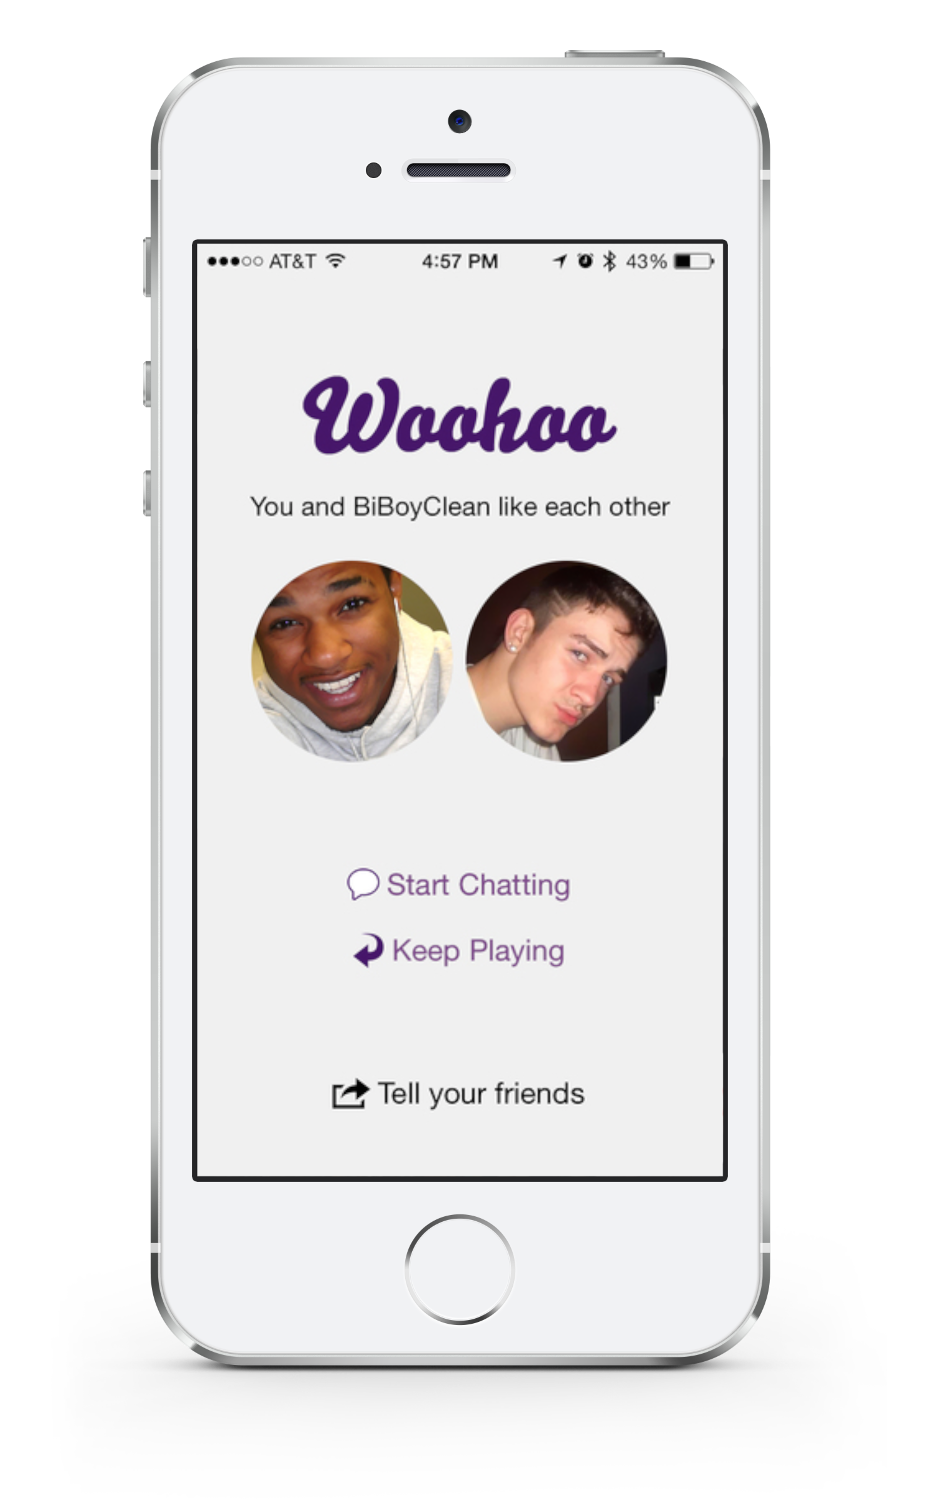 AT&T 4:57 PM 43%
Woohoo
You and BiBoyClean like each other
Start Chatting
Keep Playing
Tell your friends